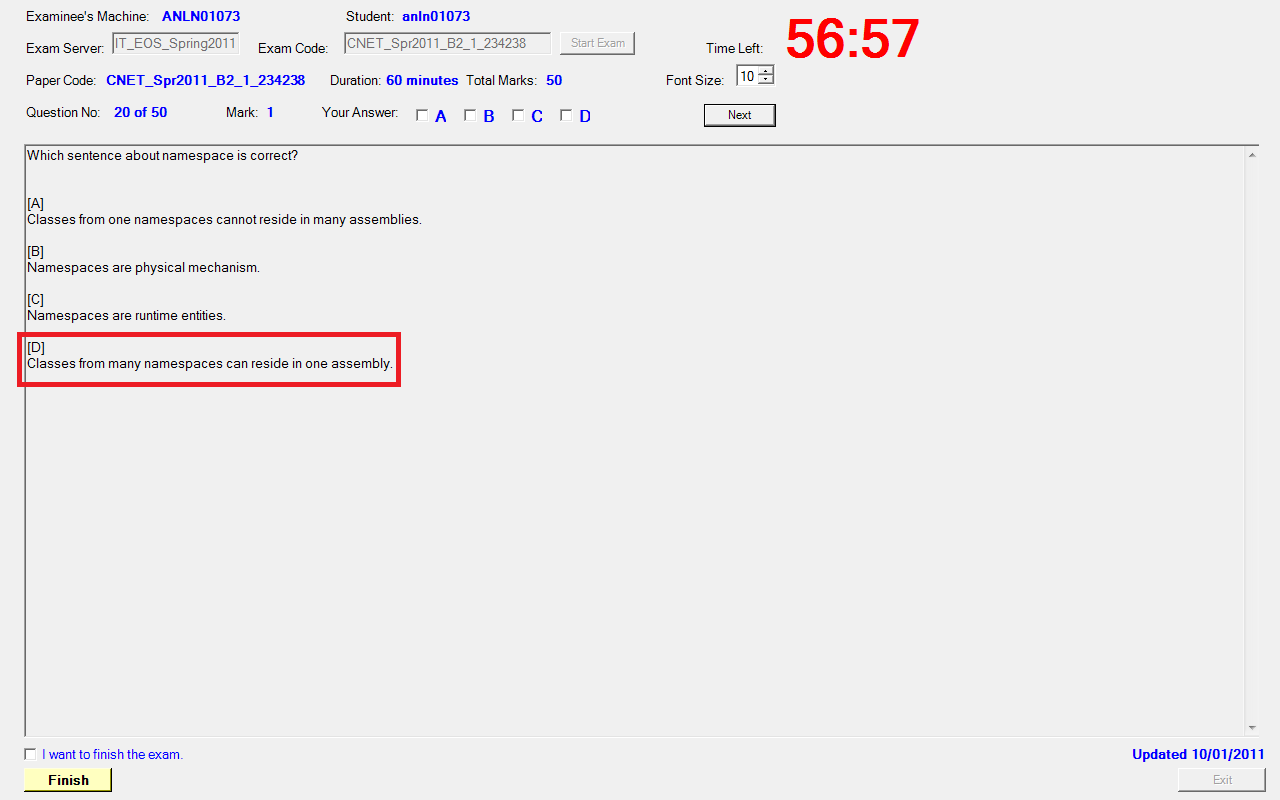 Examinee's Machine: ANLN01073 Student: anln01073
Exam Server: IT_EOS_Spring2011 Exam Code: CNET_Spr2011_B2_1_234238 Start Exam Time Left: 56:57
Paper Code: CNET_Spr2011_B2_1_234238 Duration: 60 minutes Total Marks: 50 Font Size: 10
Question No: 20 of 50 Mark: 1 Your Answer: A B C D Next
Which sentence about namespace is correct?
[A]
Classes from one namespaces cannot reside in many assemblies.
[B]
Namespaces are physical mechanism.
[C]
Namespaces are runtime entities.
[D]
Classes from many namespaces can reside in one assembly.
I want to finish the exam. Updated 10/01/2011
Finish Exit